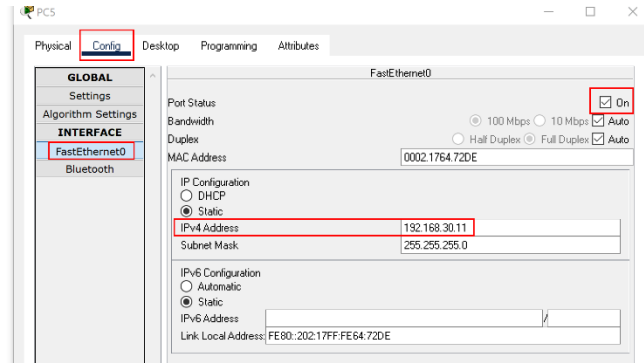 PC5
Physical Config Desktop Programming Attributes
GLOBAL
Settings
Algorithm Settings
INTERFACE
FastEthernet0
Bluetooth
FastEthernet0
Port Status On
Bandwidth 100 Mbps 10 Mbps Auto
Duplex Half Duplex Full Duplex Auto
MAC Address 0002.1764.72DE
IP Configuration
DHCP
Static
IPv4 Address 192.168.30.11
Subnet Mask 255.255.255.0
IPv6 Configuration
Automatic
Static
IPv6 Address /
Link Local Address: FE80::202:17FF:FE64:72DE